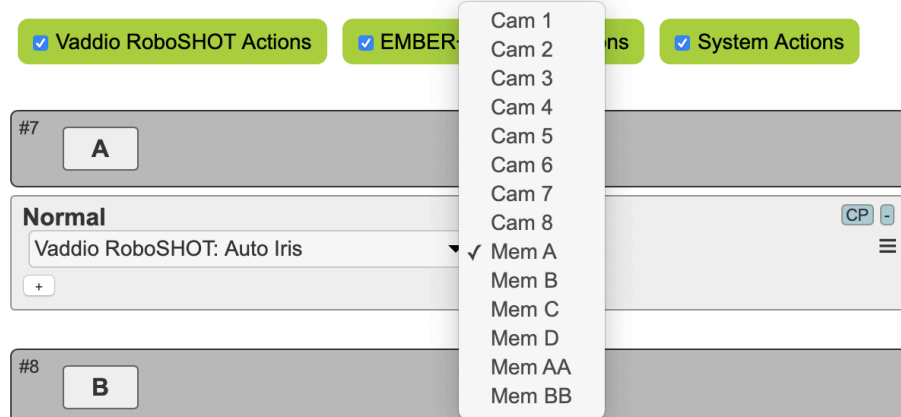 Vaddio RoboSHOT Actions
EMBER
ns
System Actions
Cam 1
Cam 2
Cam 3
Cam 4
Cam 5
Cam 6
Cam 7
Cam 8
✓ Mem A
Mem B
Mem C
Mem D
Mem AA
Mem BB
#7
A
Normal
CP -
Vaddio RoboSHOT: Auto Iris
+
#8
B